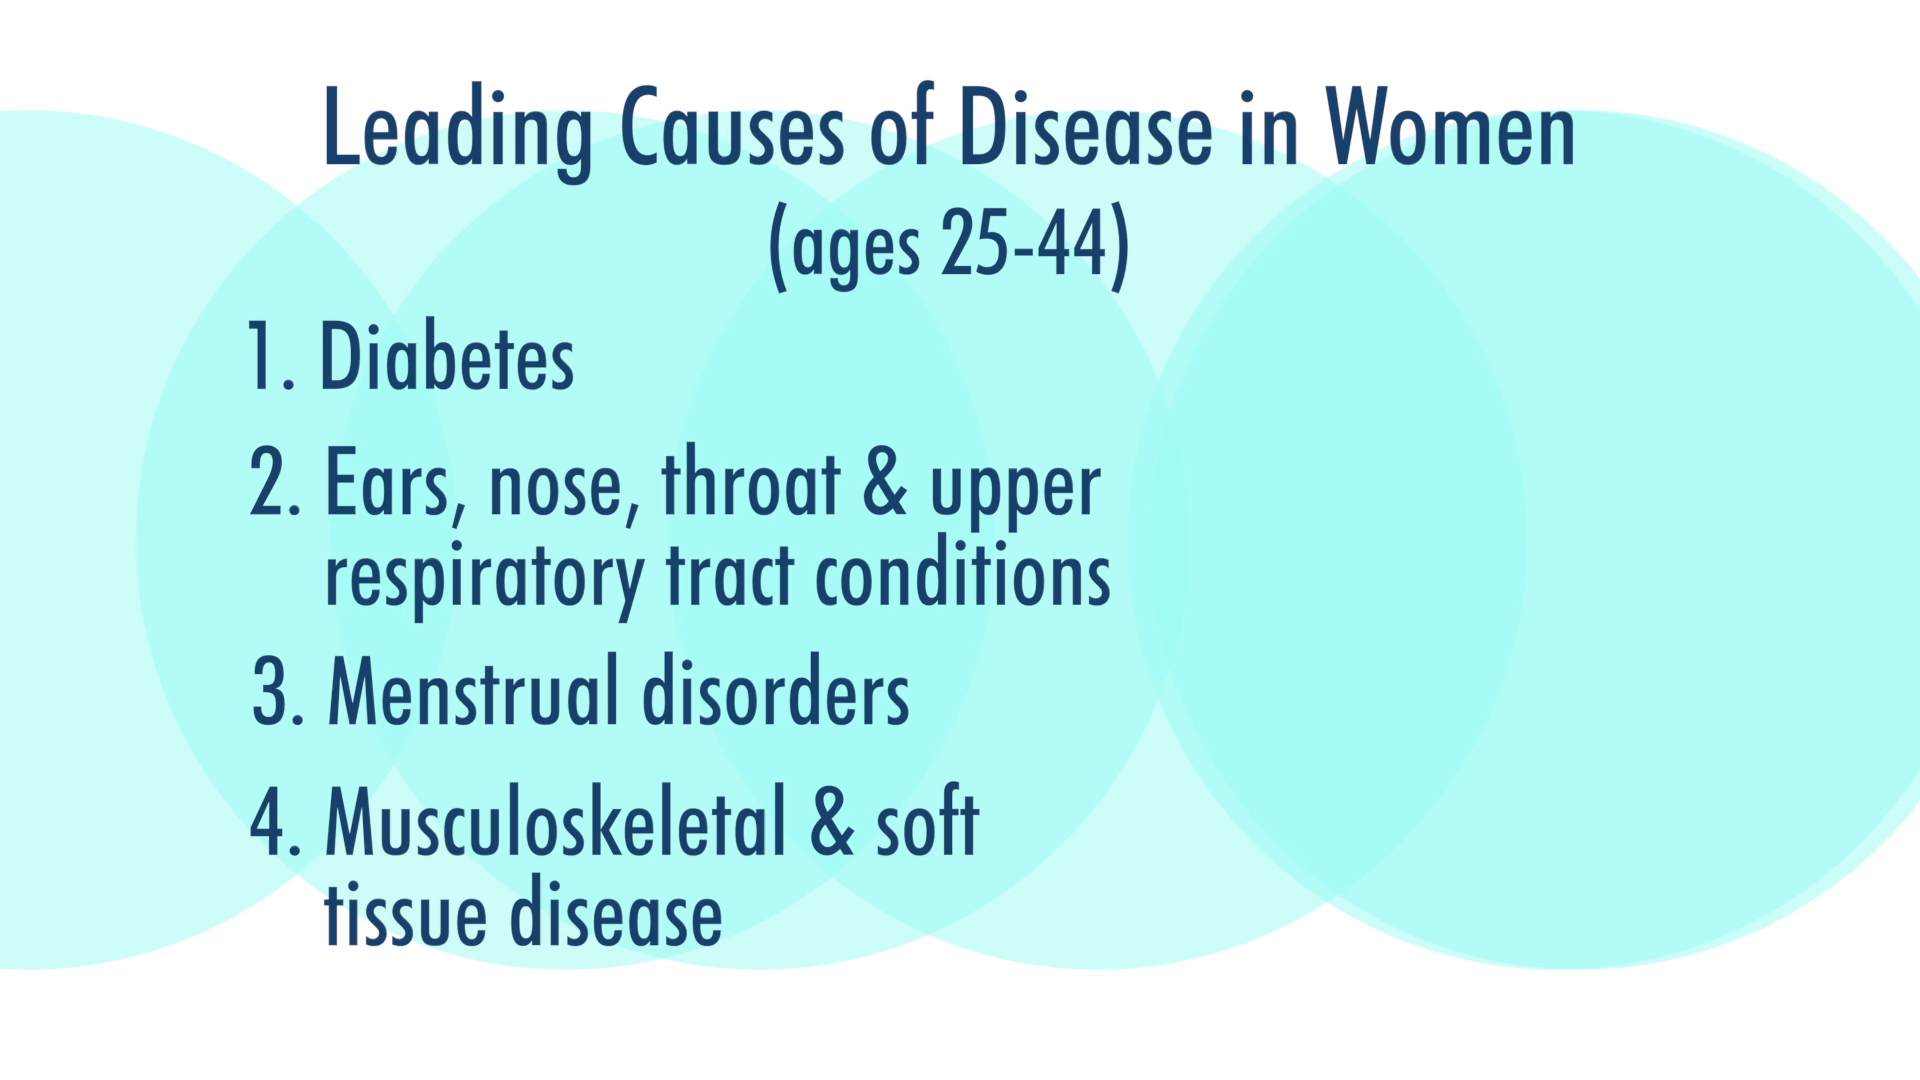 Leading Causes of Disease in Women
(ages 25-44)
1. Diabetes
2. Ears, nose, throat & upper
respiratory tract conditions
3. Menstrual disorders
4. Musculoskeletal & soft
tissue disease